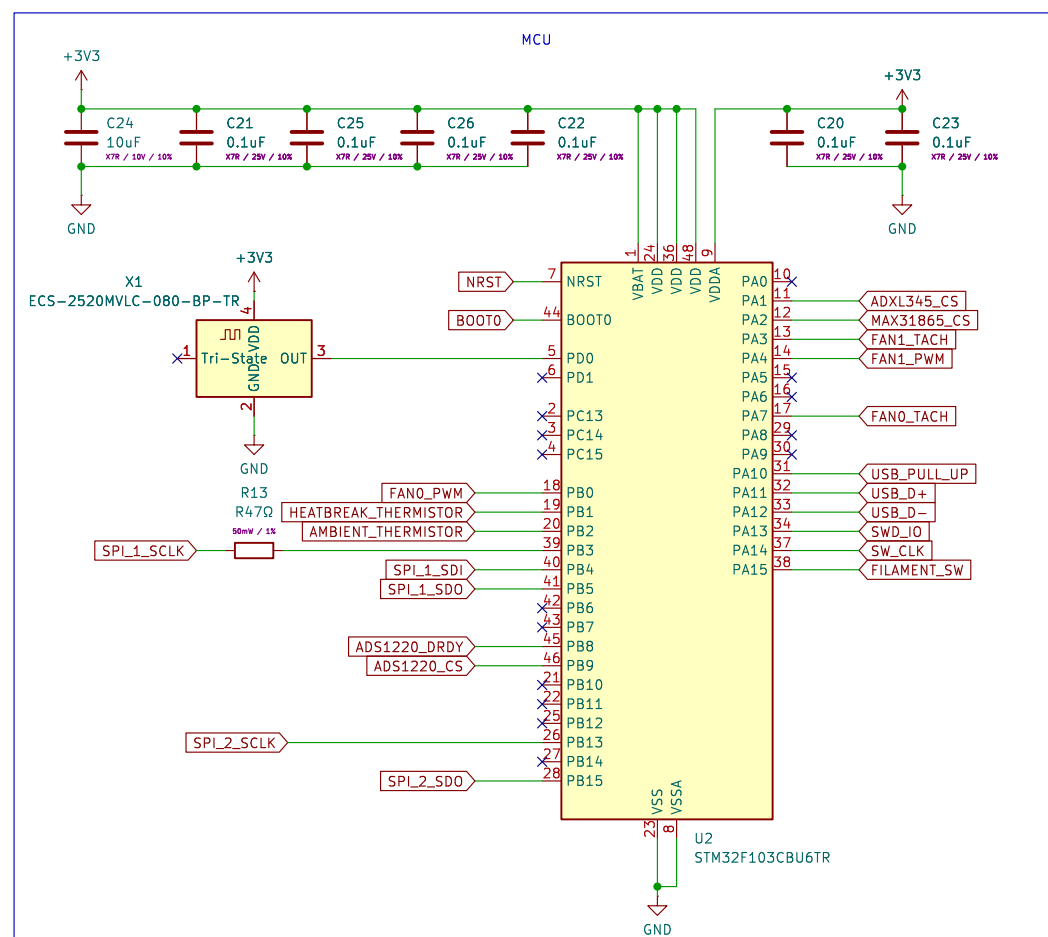 MCU
+3V3
C24
10uF
X7R / 10V / 10%
C21
0.1uF
X7R / 25V / 10%
C25
0.1uF
X7R / 25V / 10%
C26
0.1uF
X7R / 25V / 10%
C22
0.1uF
X7R / 25V / 10%
GND
+3V3
C20
0.1uF
X7R / 25V / 10%
C23
0.1uF
X7R / 25V / 10%
GND
X1
ECS-2520MVLC-080-BP-TR
+3V3
4
VDD
1
Tri-State
OUT
3
GND
2
GND
1
VBAT
24
VDD
36
VDD
48
VDD
9
VDDA
NRST
7
NRST
BOOT0
44
BOOT0
5
PD0
6
PD1
2
PC13
3
PC14
4
PC15
FAN0_PWM
18
PB0
HEATBREAK_THERMISTOR
19
PB1
AMBIENT_THERMISTOR
20
PB2
R13
R47Ω
50mW / 1%
SPI_1_SCLK
39
PB3
SPI_1_SDI
40
PB4
SPI_1_SDO
41
PB5
42
PB6
43
PB7
ADS1220_DRDY
45
PB8
ADS1220_CS
46
PB9
21
PB10
22
PB11
25
PB12
SPI_2_SCLK
26
PB13
27
PB14
SPI_2_SDO
28
PB15
PA0
10
PA1
11
ADXL345_CS
PA2
12
MAX31865_CS
PA3
13
FAN1_TACH
PA4
14
FAN1_PWM
PA5
15
PA6
16
PA7
17
FAN0_TACH
PA8
29
PA9
30
PA10
31
USB_PULL_UP
PA11
32
USB_D+
PA12
33
USB_D-
PA13
34
SWD_IO
PA14
37
SW_CLK
PA15
38
FILAMENT_SW
VSS
23
VSSA
8
U2
STM32F103CBU6TR
GND